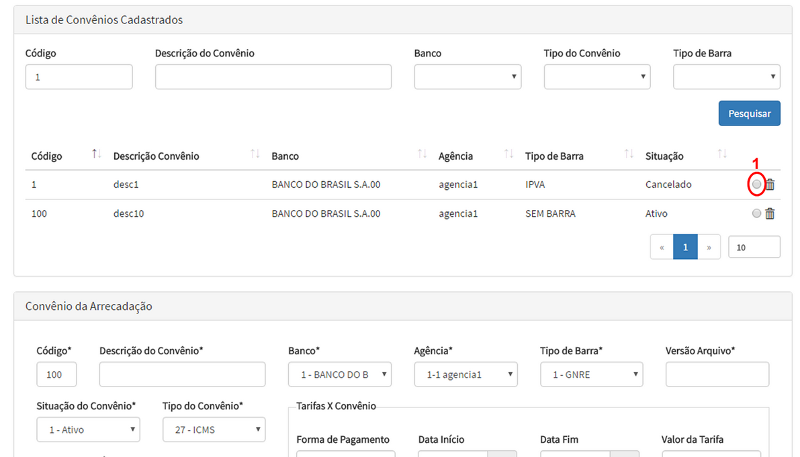 Lista de Convênios Cadastrados
Código Descrição do Convênio Banco Tipo do Convênio Tipo de Barra
1
Pesquisar
1
Código Descrição Convênio Banco Agência Tipo de Barra Situação
1 desc1 BANCO DO BRASIL S.A.00 agencia1 IPVA Cancelado
100 desc10 BANCO DO BRASIL S.A.00 agencia1 SEM BARRA Ativo
« 1 » 10
Convênio da Arrecadação
Código* Descrição do Convênio* Banco* Agência* Tipo de Barra* Versão Arquivo*
100 1 - BANCO DO B 1-1 agencia1 1 - GNRE
Situação do Convênio* Tipo do Convênio* Tarifas X Convênio
1 - Ativo 27 - ICMS
Forma de Pagamento Data Início Data Fim Valor da Tarifa